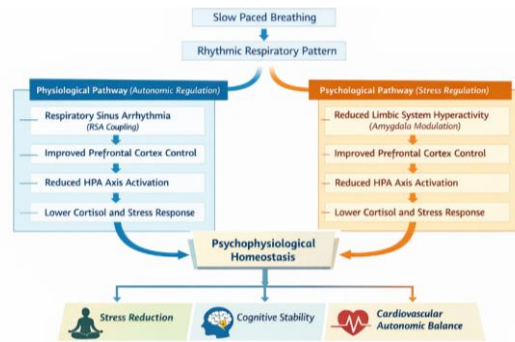 Slow Paced Breathing
Rhythmic Respiratory Pattern
Physiological Pathway (Autonomic Regulation)
Respiratory Sinus Arrhythmia
(RSA Coupling)
Improved Prefrontal Cortex Control
Reduced HPA Axis Activation
Lower Cortisol and Stress Response
Psychological Pathway (Stress Regulation)
Reduced Limbic System Hyperactivity
(Amygdala Modulation)
Improved Prefrontal Cortex Control
Reduced HPA Axis Activation
Lower Cortisol and Stress Response
Psychophysiological
Homeostasis
Stress Reduction
Cognitive Stability
Cardiovascular
Autonomic Balance